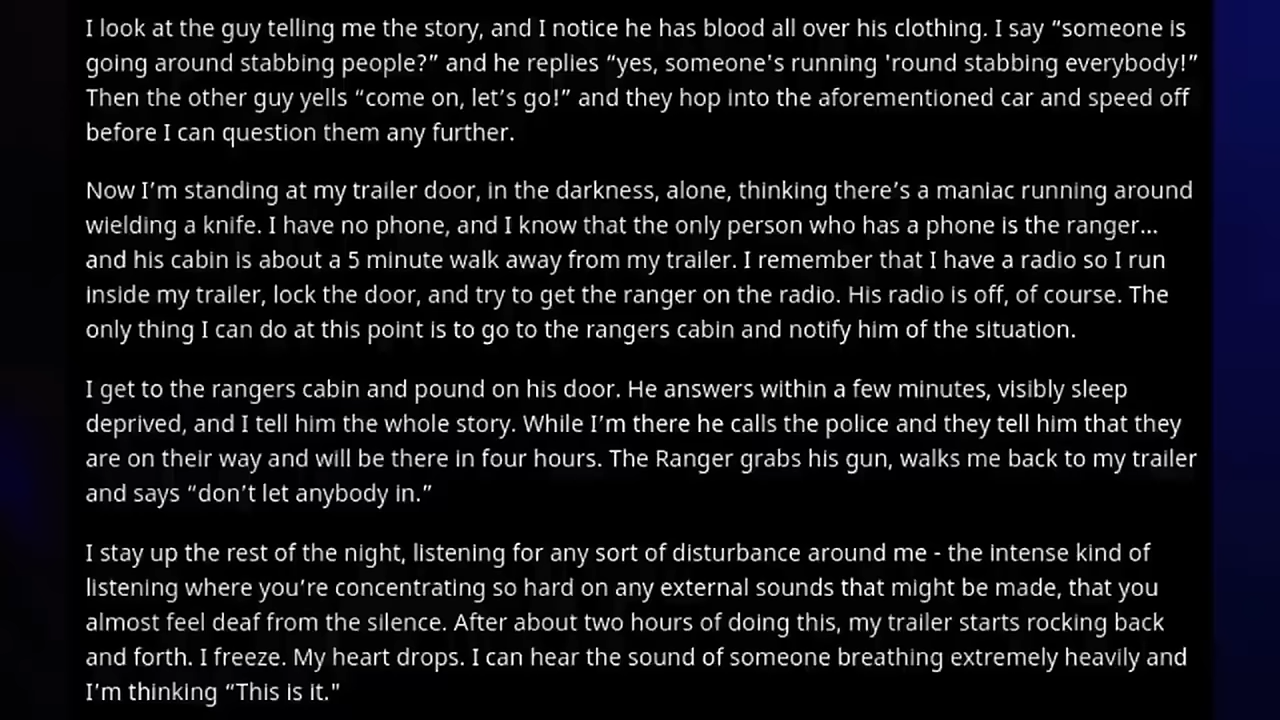 I look at the guy telling me the story, and I notice he has blood all over his clothing. I say “someone is
going around stabbing people?” and he replies “yes, someone's running 'round stabbing everybody!”
Then the other guy yells “come on, let’s go!” and they hop into the aforementioned car and speed off
before I can question them any further.
Now I’m standing at my trailer door, in the darkness, alone, thinking there’s a maniac running around
wielding a knife. I have no phone, and I know that the only person who has a phone is the ranger...
and his cabin is about a 5 minute walk away from my trailer. I remember that I have a radio so I run
inside my trailer, lock the door, and try to get the ranger on the radio. His radio is off, of course. The
only thing I can do at this point is to go to the rangers cabin and notify him of the situation.
I get to the rangers cabin and pound on his door. He answers within a few minutes, visibly sleep
deprived, and I tell him the whole story. While I’m there he calls the police and they tell him that they
are on their way and will be there in four hours. The Ranger grabs his gun, walks me back to my trailer
and says “don’t let anybody in.”
I stay up the rest of the night, listening for any sort of disturbance around me - the intense kind of
listening where you’re concentrating so hard on any external sounds that might be made, that you
almost feel deaf from the silence. After about two hours of doing this, my trailer starts rocking back
and forth. I freeze. My heart drops. I can hear the sound of someone breathing extremely heavily and
I’m thinking “This is it."